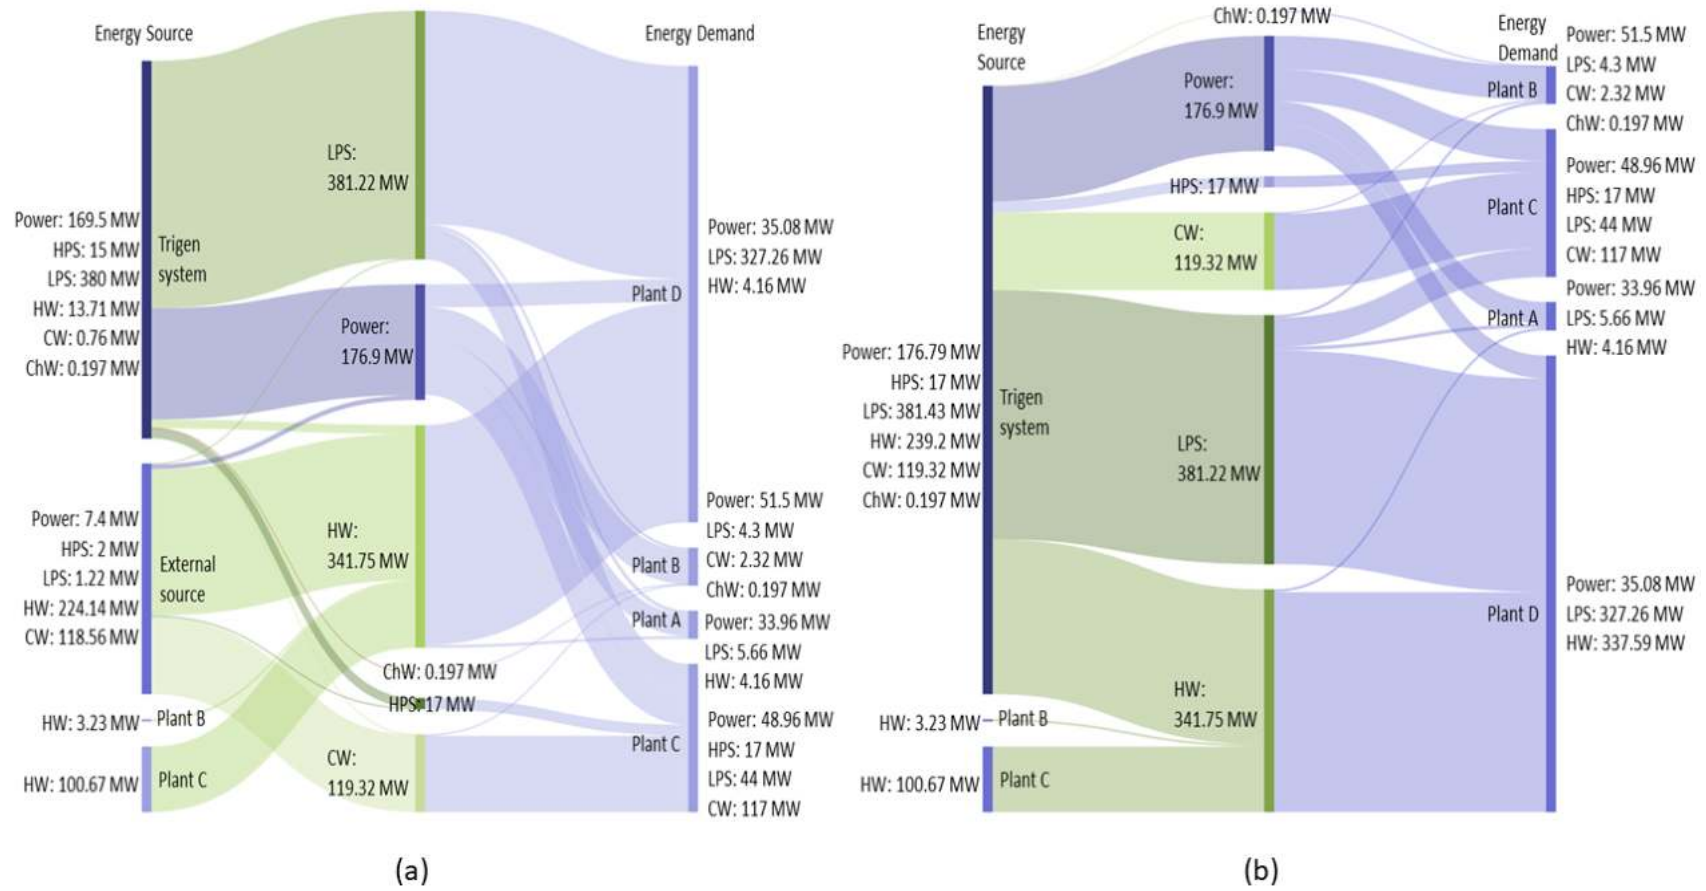 Energy Source
Energy Demand
LPS:
381.22 MW
Power: 169.5 MW
HPS: 15 MW
LPS: 380 MW
HW: 13.71 MW
CW: 0.76 MW
ChW: 0.197 MW
Trigen
system
Power:
176.9 MW
Power: 35.08 MW
LPS: 327.26 MW
HW: 4.16 MW
Plant D
Power: 7.4 MW
HPS: 2 MW
LPS: 1.22 MW
HW: 224.14 MW
CW: 118.56 MW
External
source
HW:
341.75 MW
Power: 51.5 MW
LPS: 4.3 MW
CW: 2.32 MW
ChW: 0.197 MW
Plant B
Plant A
Power: 33.96 MW
LPS: 5.66 MW
HW: 4.16 MW
ChW: 0.197 MW
HPS: 17 MW
HW: 3.23 MW
Plant B
Plant C
Power: 48.96 MW
HPS: 17 MW
LPS: 44 MW
CW: 117 MW
HW: 100.67 MW
Plant C
CW:
119.32 MW
(a)
Energy
Source
ChW: 0.197 MW
Energy
Demand
Power: 51.5 MW
LPS: 4.3 MW
CW: 2.32 MW
ChW: 0.197 MW
Plant B
Power:
176.9 MW
HPS: 17 MW
Power: 48.96 MW
HPS: 17 MW
LPS: 44 MW
CW: 117 MW
Plant C
CW:
119.32 MW
Power: 33.96 MW
LPS: 5.66 MW
HW: 4.16 MW
Plant A
Power: 176.79 MW
HPS: 17 MW
LPS: 381.43 MW
HW: 239.2 MW
CW: 119.32 MW
ChW: 0.197 MW
Trigen
system
LPS:
381.22 MW
Power: 35.08 MW
LPS: 327.26 MW
HW: 337.59 MW
Plant D
HW:
341.75 MW
HW: 3.23 MW
Plant B
HW: 100.67 MW
Plant C
(b)